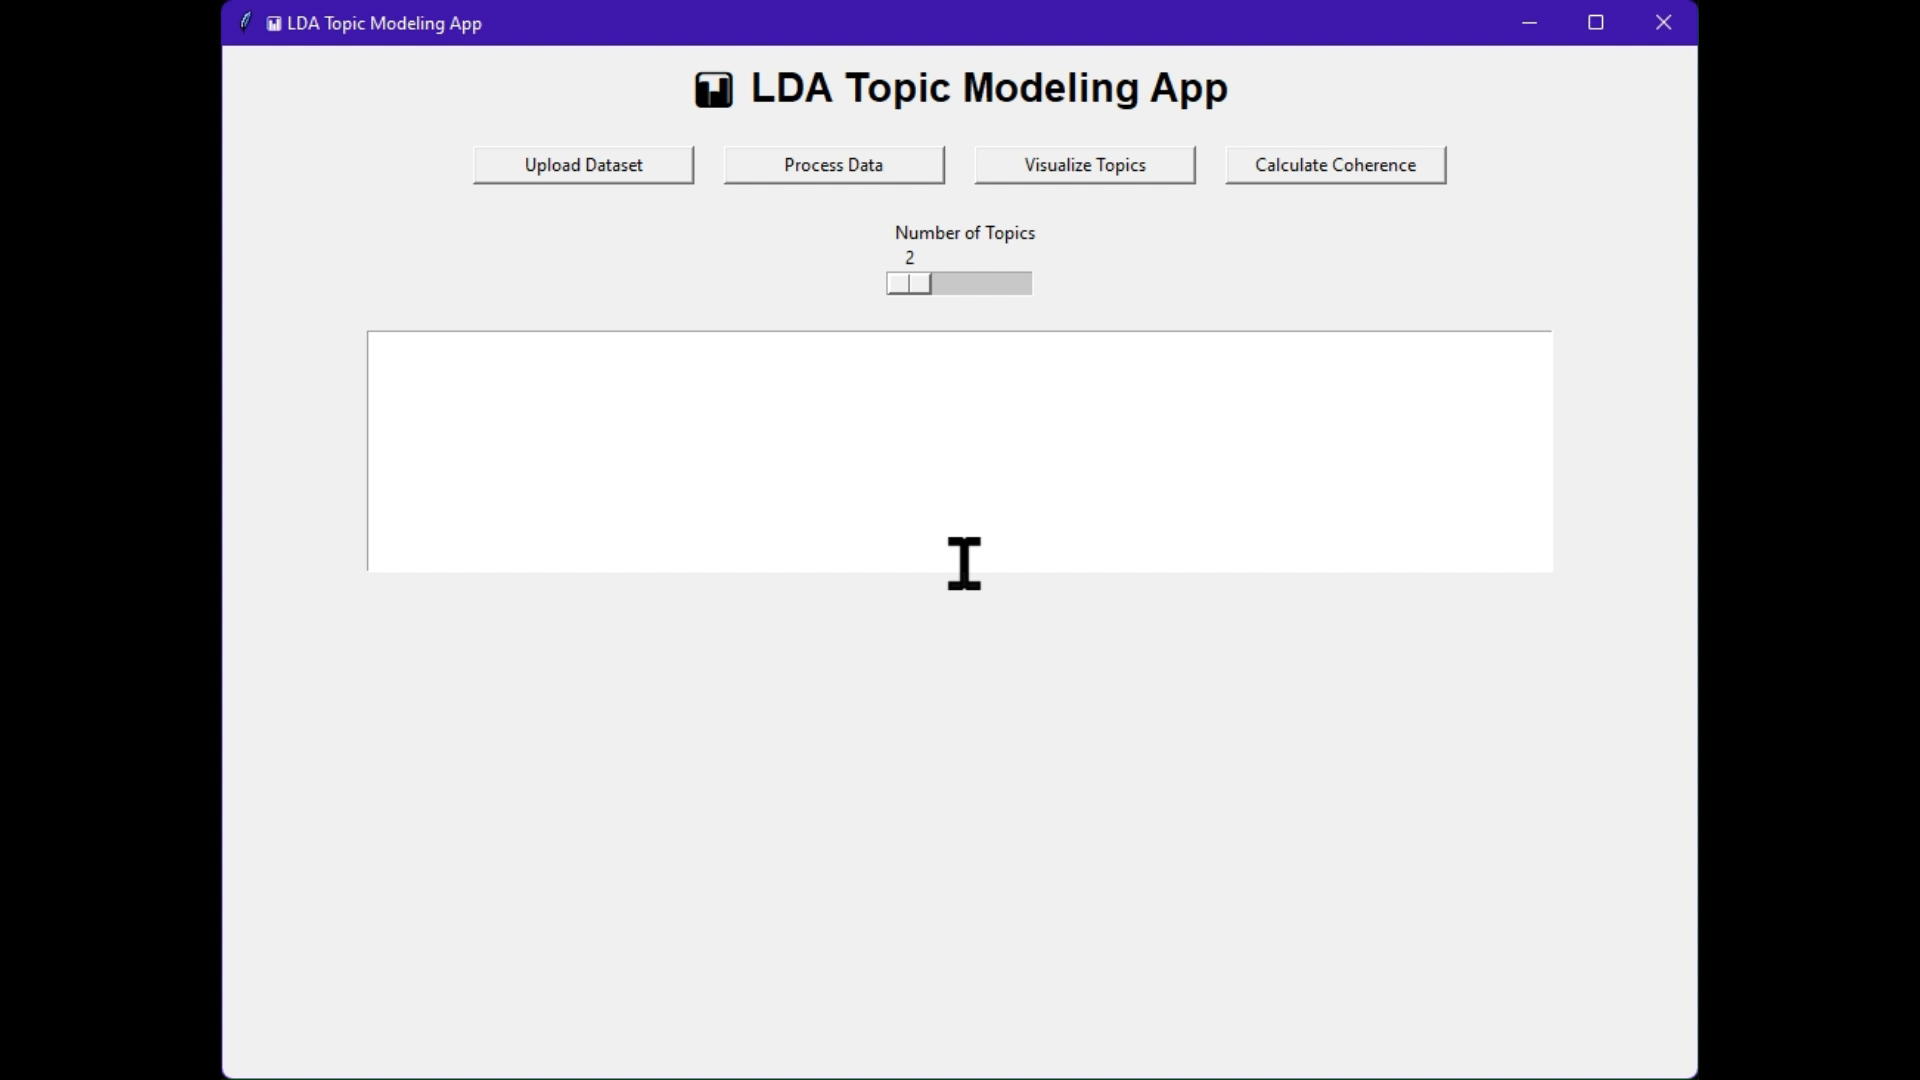 LDA Topic Modeling App
LDA Topic Modeling App
Upload Dataset
Process Data
Visualize Topics
Calculate Coherence
Number of Topics
2